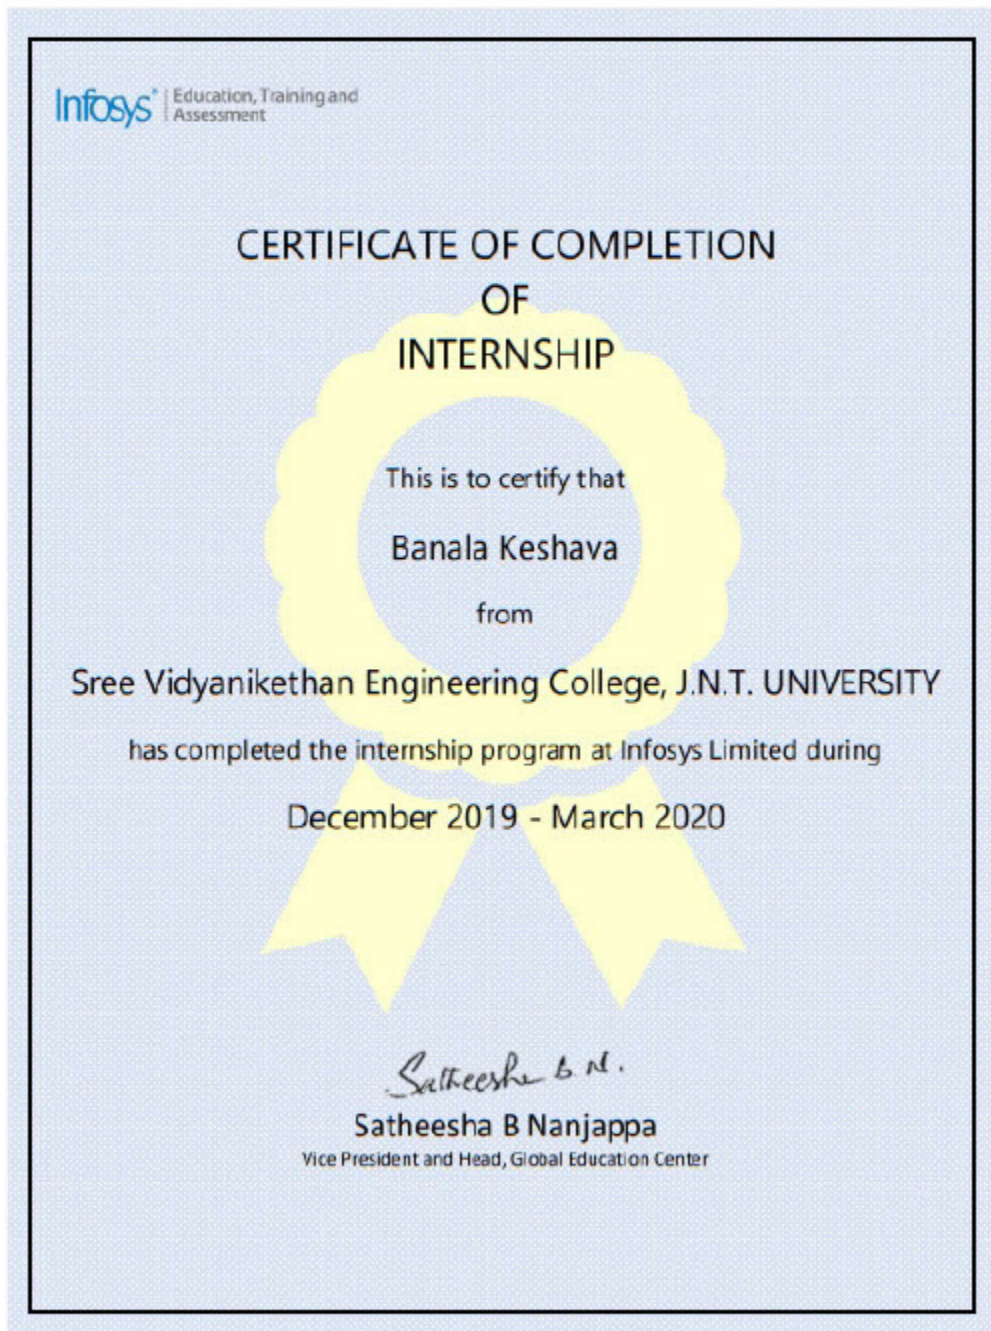 Infosys® Education, Training and
Assessment
CERTIFICATE OF COMPLETION
OF
INTERNSHIP
This is to certify that
Banala Keshava
from
Sree Vidyanikethan Engineering College, J.N.T. UNIVERSITY
has completed the internship program at Infosys Limited during
December 2019 - March 2020
Satheesha B N.
Satheesha B Nanjappa
Vice President and Head, Global Education Center